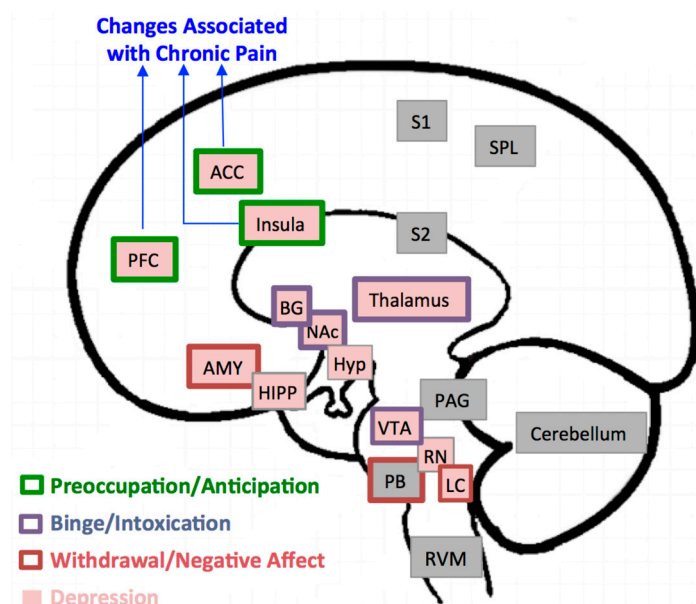 Changes Associated
with Chronic Pain
S1
SPL
ACC
Insula
S2
PFC
BG
Thalamus
NAc
Hyp
AMY
HIPP
PAG
VTA
Cerebellum
RN
PB
LC
RVM
Preoccupation/Anticipation
Binge/Intoxication
Withdrawal/Negative Affect
Depression